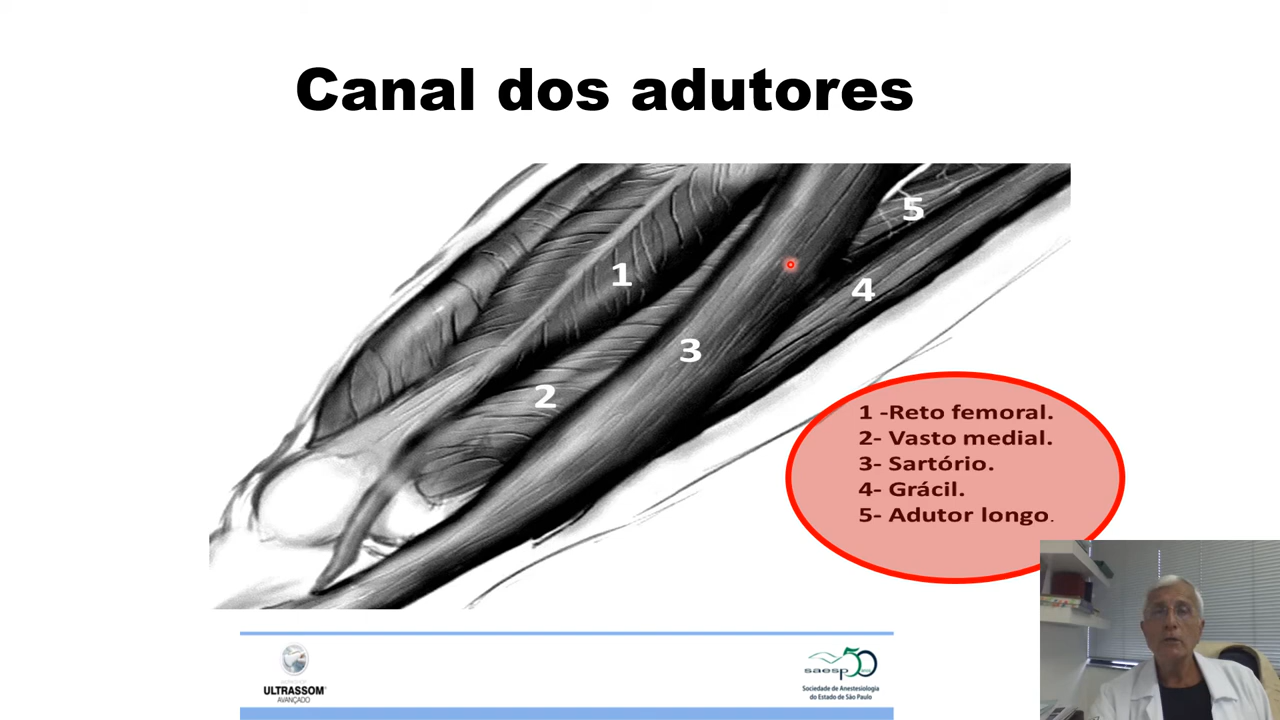 Canal dos adutores
1
2
3
4
5
1 -Reto femoral.
2- Vasto medial.
3- Sartório.
4- Grácil.
5- Adutor longo.
ULTRASSOM
AVANÇADO
saesp 50
Sociedade de Anestesiologia
do Estado de São Paulo